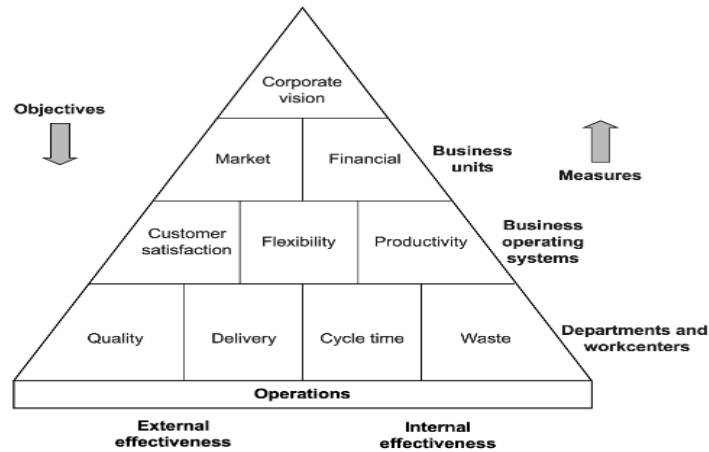 Corporate
vision
Objectives
Market
Financial
Business
units
Measures
Customer
satisfaction
Flexibility
Productivity
Business
operating
systems
Quality
Delivery
Cycle time
Waste
Departments and
workcenters
Operations
External
effectiveness
Internal
effectiveness